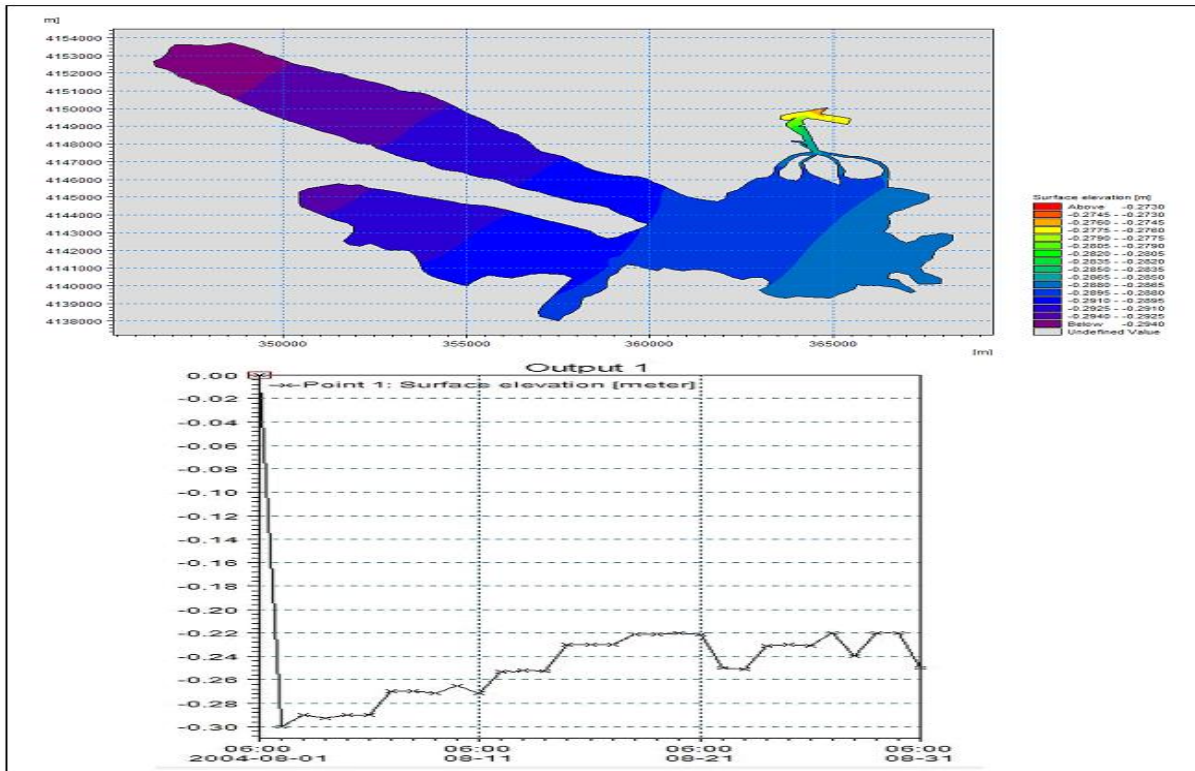 m]
4154000
4153000
4152000
4151000
4150000
4149000
4148000
4147000
4146000
4145000
4144000
4143000
4142000
4141000
4140000
4139000
4138000
350000 355000 360000 365000
[m]
Surface elevation [m]
Above -0.2730
-0.2745 - -0.2730
-0.2760 - -0.2745
-0.2775 - -0.2760
-0.2790 - -0.2775
-0.2805 - -0.2790
-0.2820 - -0.2805
-0.2835 - -0.2820
-0.2850 - -0.2835
-0.2865 - -0.2850
-0.2880 - -0.2865
-0.2895 - -0.2880
-0.2910 - -0.2895
-0.2925 - -0.2910
-0.2940 - -0.2925
Below -0.2940
Undefined Value
Output 1
Point 1: Surface elevation [meter]
0.00
-0.02
-0.04
-0.06
-0.08
-0.10
-0.12
-0.14
-0.16
-0.18
-0.20
-0.22
-0.24
-0.26
-0.28
-0.30
05:00 05:00 05:00 05:00
2004-08-01 08-11 08-21 08-31